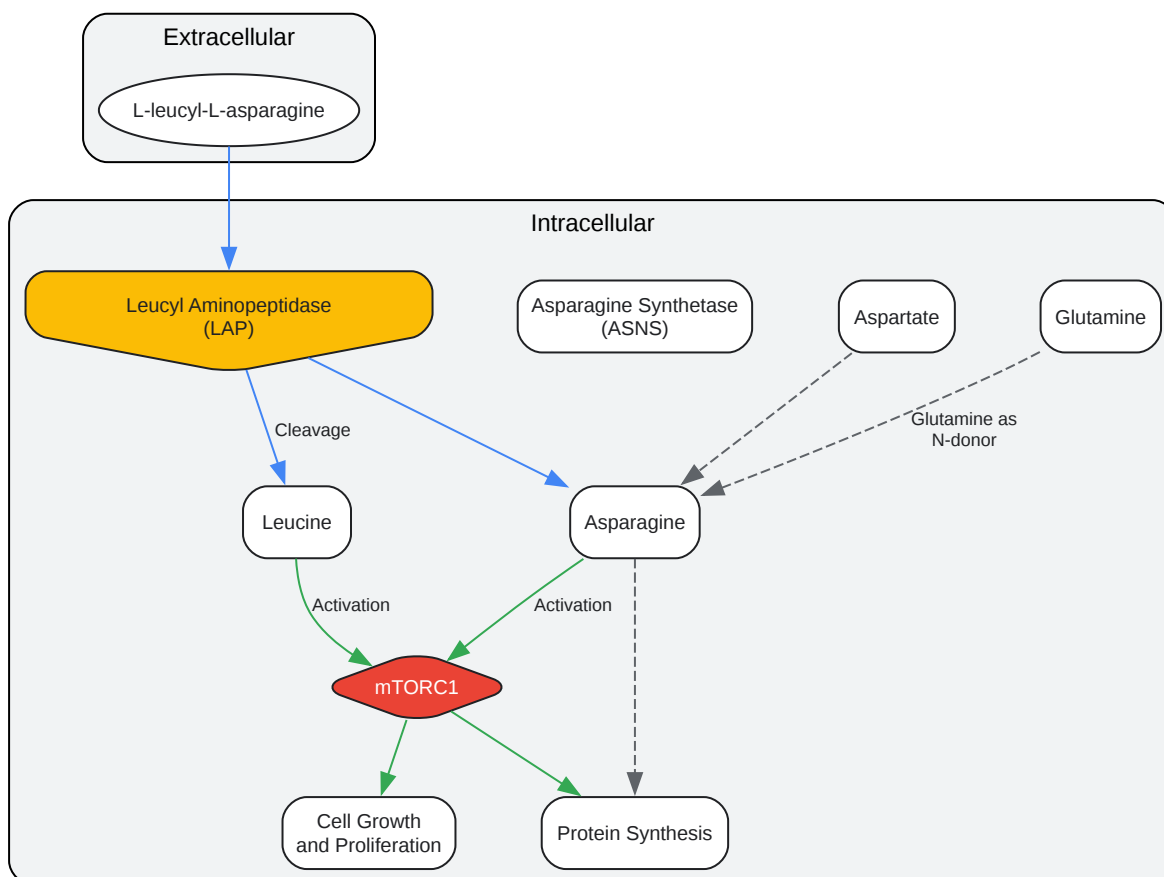 Extracellular
L-leucyl-L-asparagine
Intracellular
Leucyl Aminopeptidase
(LAP)
Asparagine Synthetase
(ASNS)
Aspartate
Glutamine
Cleavage
Glutamine as
N-donor
Leucine
Asparagine
Activation
Activation
mTORC1
Cell Growth
and Proliferation
Protein Synthesis